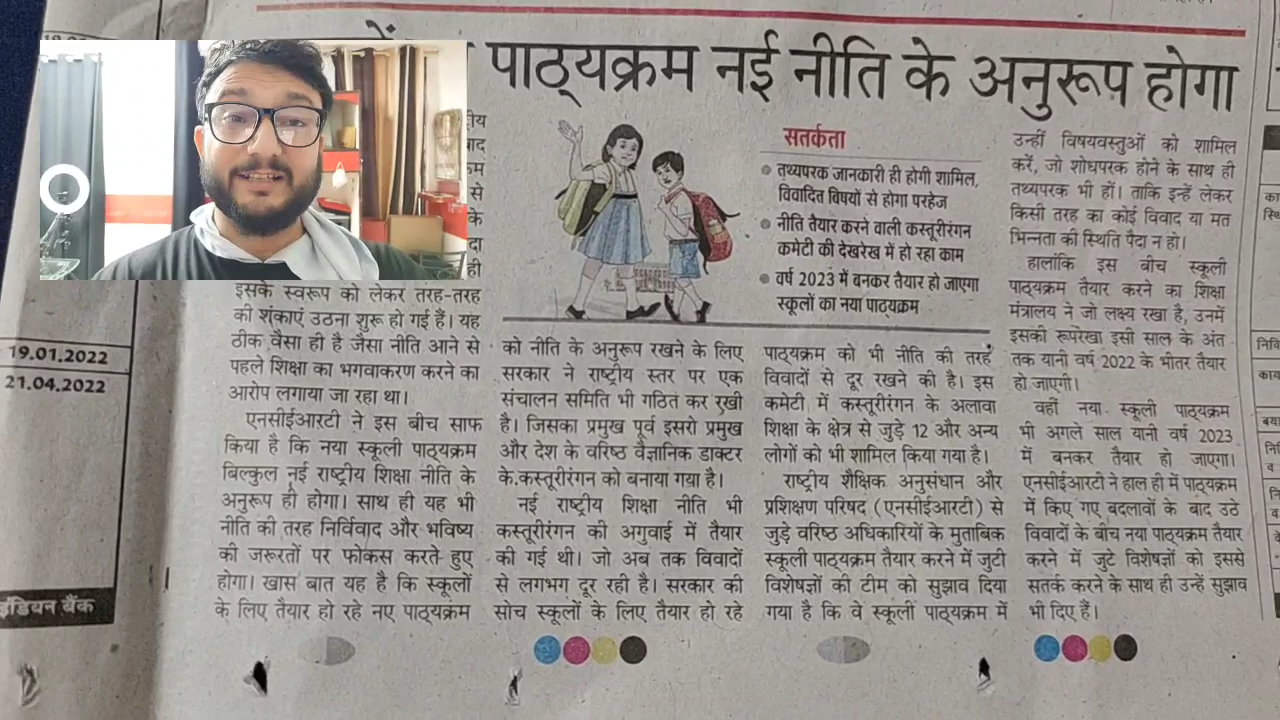 पाठ्यक्रम नई नीति के अनुरूप होगा
19.01.2022
21.04.2022
इंडियन बैंक
से
के
ही
इसके स्वरूप को लेकर तरह-तरह
की शंकाएं उठना शुरू हो गई हैं। यह
ठीक वैसा ही है जैसा नीति आने से
पहले शिक्षा का भगवाकरण करने का
आरोप लगाया जा रहा था।
एनसीईआरटी ने इस बीच साफ
किया है कि नया स्कूली पाठ्यक्रम
बिल्कुल नई राष्ट्रीय शिक्षा नीति के
अनुरूप ही होगा। साथ ही यह भी
नीति की तरह निर्विवाद और भविष्य
की जरूरतों पर फोकस करते हुए
होगा। खास बात यह है कि स्कूलों
के लिए तैयार हो रहे नए पाठ्यक्रम
को नीति के अनुरूप रखने के लिए
सरकार ने राष्ट्रीय स्तर पर एक
संचालन समिति भी गठित कर रखी
है। जिसका प्रमुख पूर्व इसरो प्रमुख
और देश के वरिष्ठ वैज्ञानिक डाक्टर
के.कस्तूरीरंगन को बनाया गया है।
नई राष्ट्रीय शिक्षा नीति भी
कस्तूरीरंगन की अगुवाई में तैयार
की गई थी। जो अब तक विवादों
से लगभग दूर रही है। सरकार की
सोच स्कूलों के लिए तैयार हो रहे
सतर्कता
तथ्यपरक जानकारी ही होगी शामिल,
विवादित विषयों से होगा परहेज
नीति तैयार करने वाली कस्तूरीरंगन
कमेटी की देखरेख में हो रहा काम
वर्ष 2023 में बनकर तैयार हो जाएगा
स्कूलों का नया पाठ्यक्रम
पाठ्यक्रम को भी नीति की तरह
विवादों से दूर रखने की है। इस
कमेटी में कस्तूरीरंगन के अलावा
शिक्षा के क्षेत्र से जुड़े 12 और अन्य
लोगों को भी शामिल किया गया है।
राष्ट्रीय शैक्षिक अनुसंधान और
प्रशिक्षण परिषद (एनसीईआरटी) से
जुड़े वरिष्ठ अधिकारियों के मुताबिक
स्कूली पाठ्यक्रम तैयार करने में जुटी
विशेषज्ञों की टीम को सुझाव दिया
गया है कि वे स्कूली पाठ्यक्रम में
उन्हीं विषयवस्तुओं को शामिल
करें, जो शोधपरक होने के साथ ही
तथ्यपरक भी हों। ताकि इन्हें लेकर
किसी तरह का कोई विवाद या मत
भिन्नता की स्थिति पैदा न हो।
हालांकि इस बीच स्कूली
पाठ्यक्रम तैयार करने का शिक्षा
मंत्रालय ने जो लक्ष्य रखा है, उनमें
इसकी रूपरेखा इसी साल के अंत
तक यानी वर्ष 2022 के भीतर तैयार
हो जाएगी।
वहीं नया स्कूली पाठ्यक्रम
भी अगले साल यानी वर्ष 2023
में बनकर तैयार हो जाएगा।
एनसीईआरटी ने हाल ही में पाठ्यक्रम
में किए गए बदलावों के बाद उठे
विवादों के बीच नया पाठ्यक्रम तैयार
करने में जुटे विशेषज्ञों को इससे
सतर्क करने के साथ ही उन्हें सुझाव
भी दिए हैं।